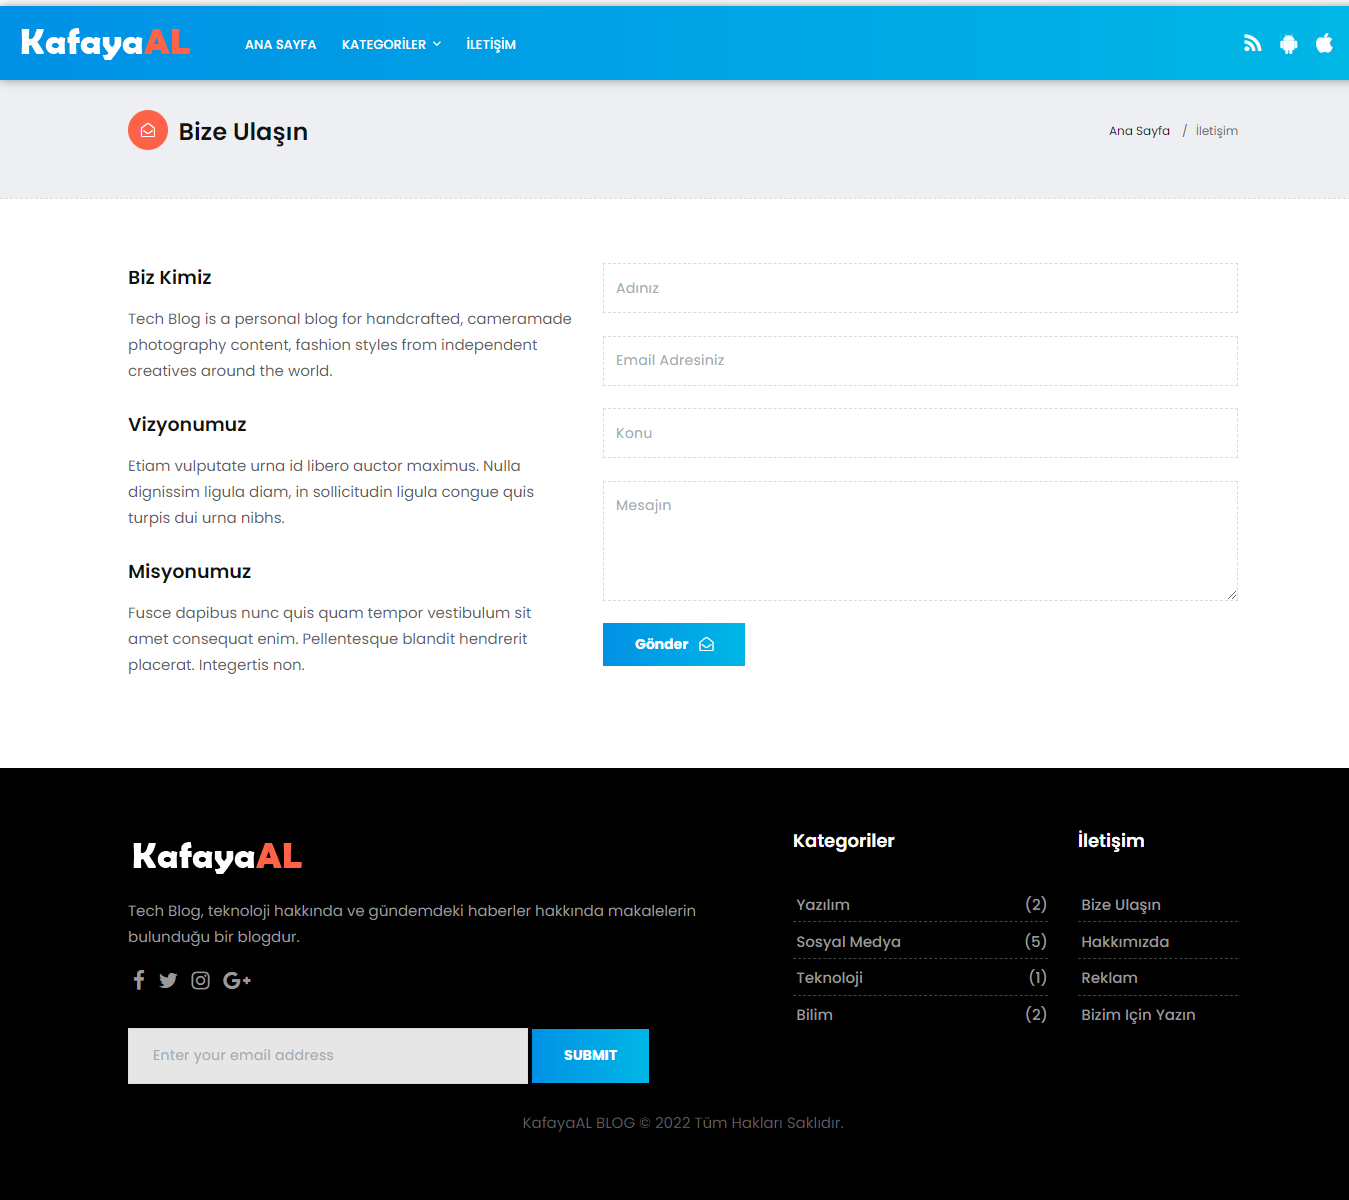 KafayaAL
ANA SAYFA
KATEGORİLER
İLETİŞİM
Bize Ulaşın
Ana Sayfa / İletişim
Biz Kimiz
Tech Blog is a personal blog for handcrafted, cameramade
photography content, fashion styles from independent
creatives around the world.
Vizyonumuz
Etiam vulputate urna id libero auctor maximus. Nulla
dignissim ligula diam, in sollicitudin ligula congue quis
turpis dui urna nibhs.
Misyonumuz
Fusce dapibus nunc quis quam tempor vestibulum sit
amet consequat enim. Pellentesque blandit hendrerit
placerat. Integertis non.
Adınız
Email Adresiniz
Konu
Mesajın
Gönder
KafayaAL
Tech Blog, teknoloji hakkında ve gündemdeki haberler hakkında makalelerin
bulunduğu bir blogdur.
Enter your email address
SUBMIT
Kategoriler
Yazılım (2)
Sosyal Medya (5)
Teknoloji (1)
Bilim (2)
İletişim
Bize Ulaşın
Hakkımızda
Reklam
Bizim Için Yazın
KafayaAL BLOG © 2022 Tüm Hakları Saklıdır.